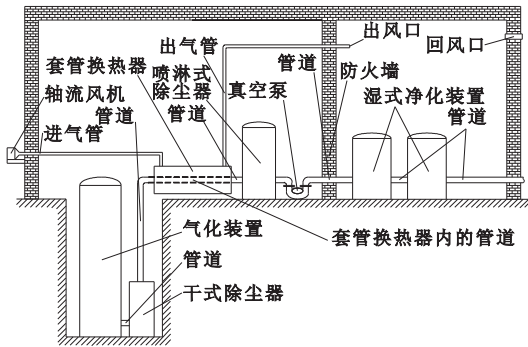 出气管
出风口
回风口
套管换热器
喷淋式
除尘器
真空泵
管道
防火墙
轴流风机
管道
管道
湿式净化装置
管道
进气管
气化装置
套管换热器内的管道
管道
干式除尘器